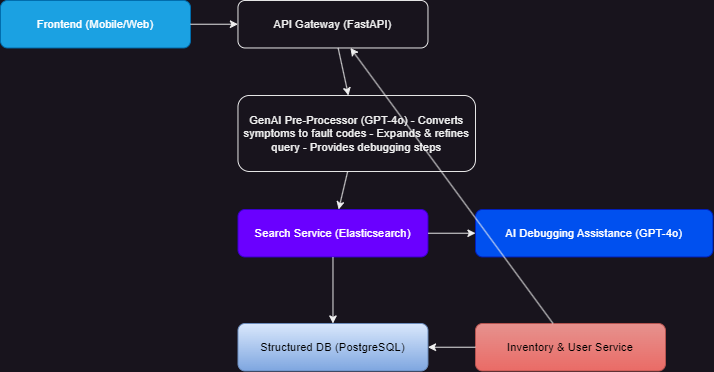 Frontend (Mobile/Web)
API Gateway (FastAPI)
GenAI Pre-Processor (GPT-4o) - Converts
symptoms to fault codes - Expands & refines
query - Provides debugging steps
Search Service (Elasticsearch)
AI Debugging Assistance (GPT-4o)
Structured DB (PostgreSQL)
Inventory & User Service